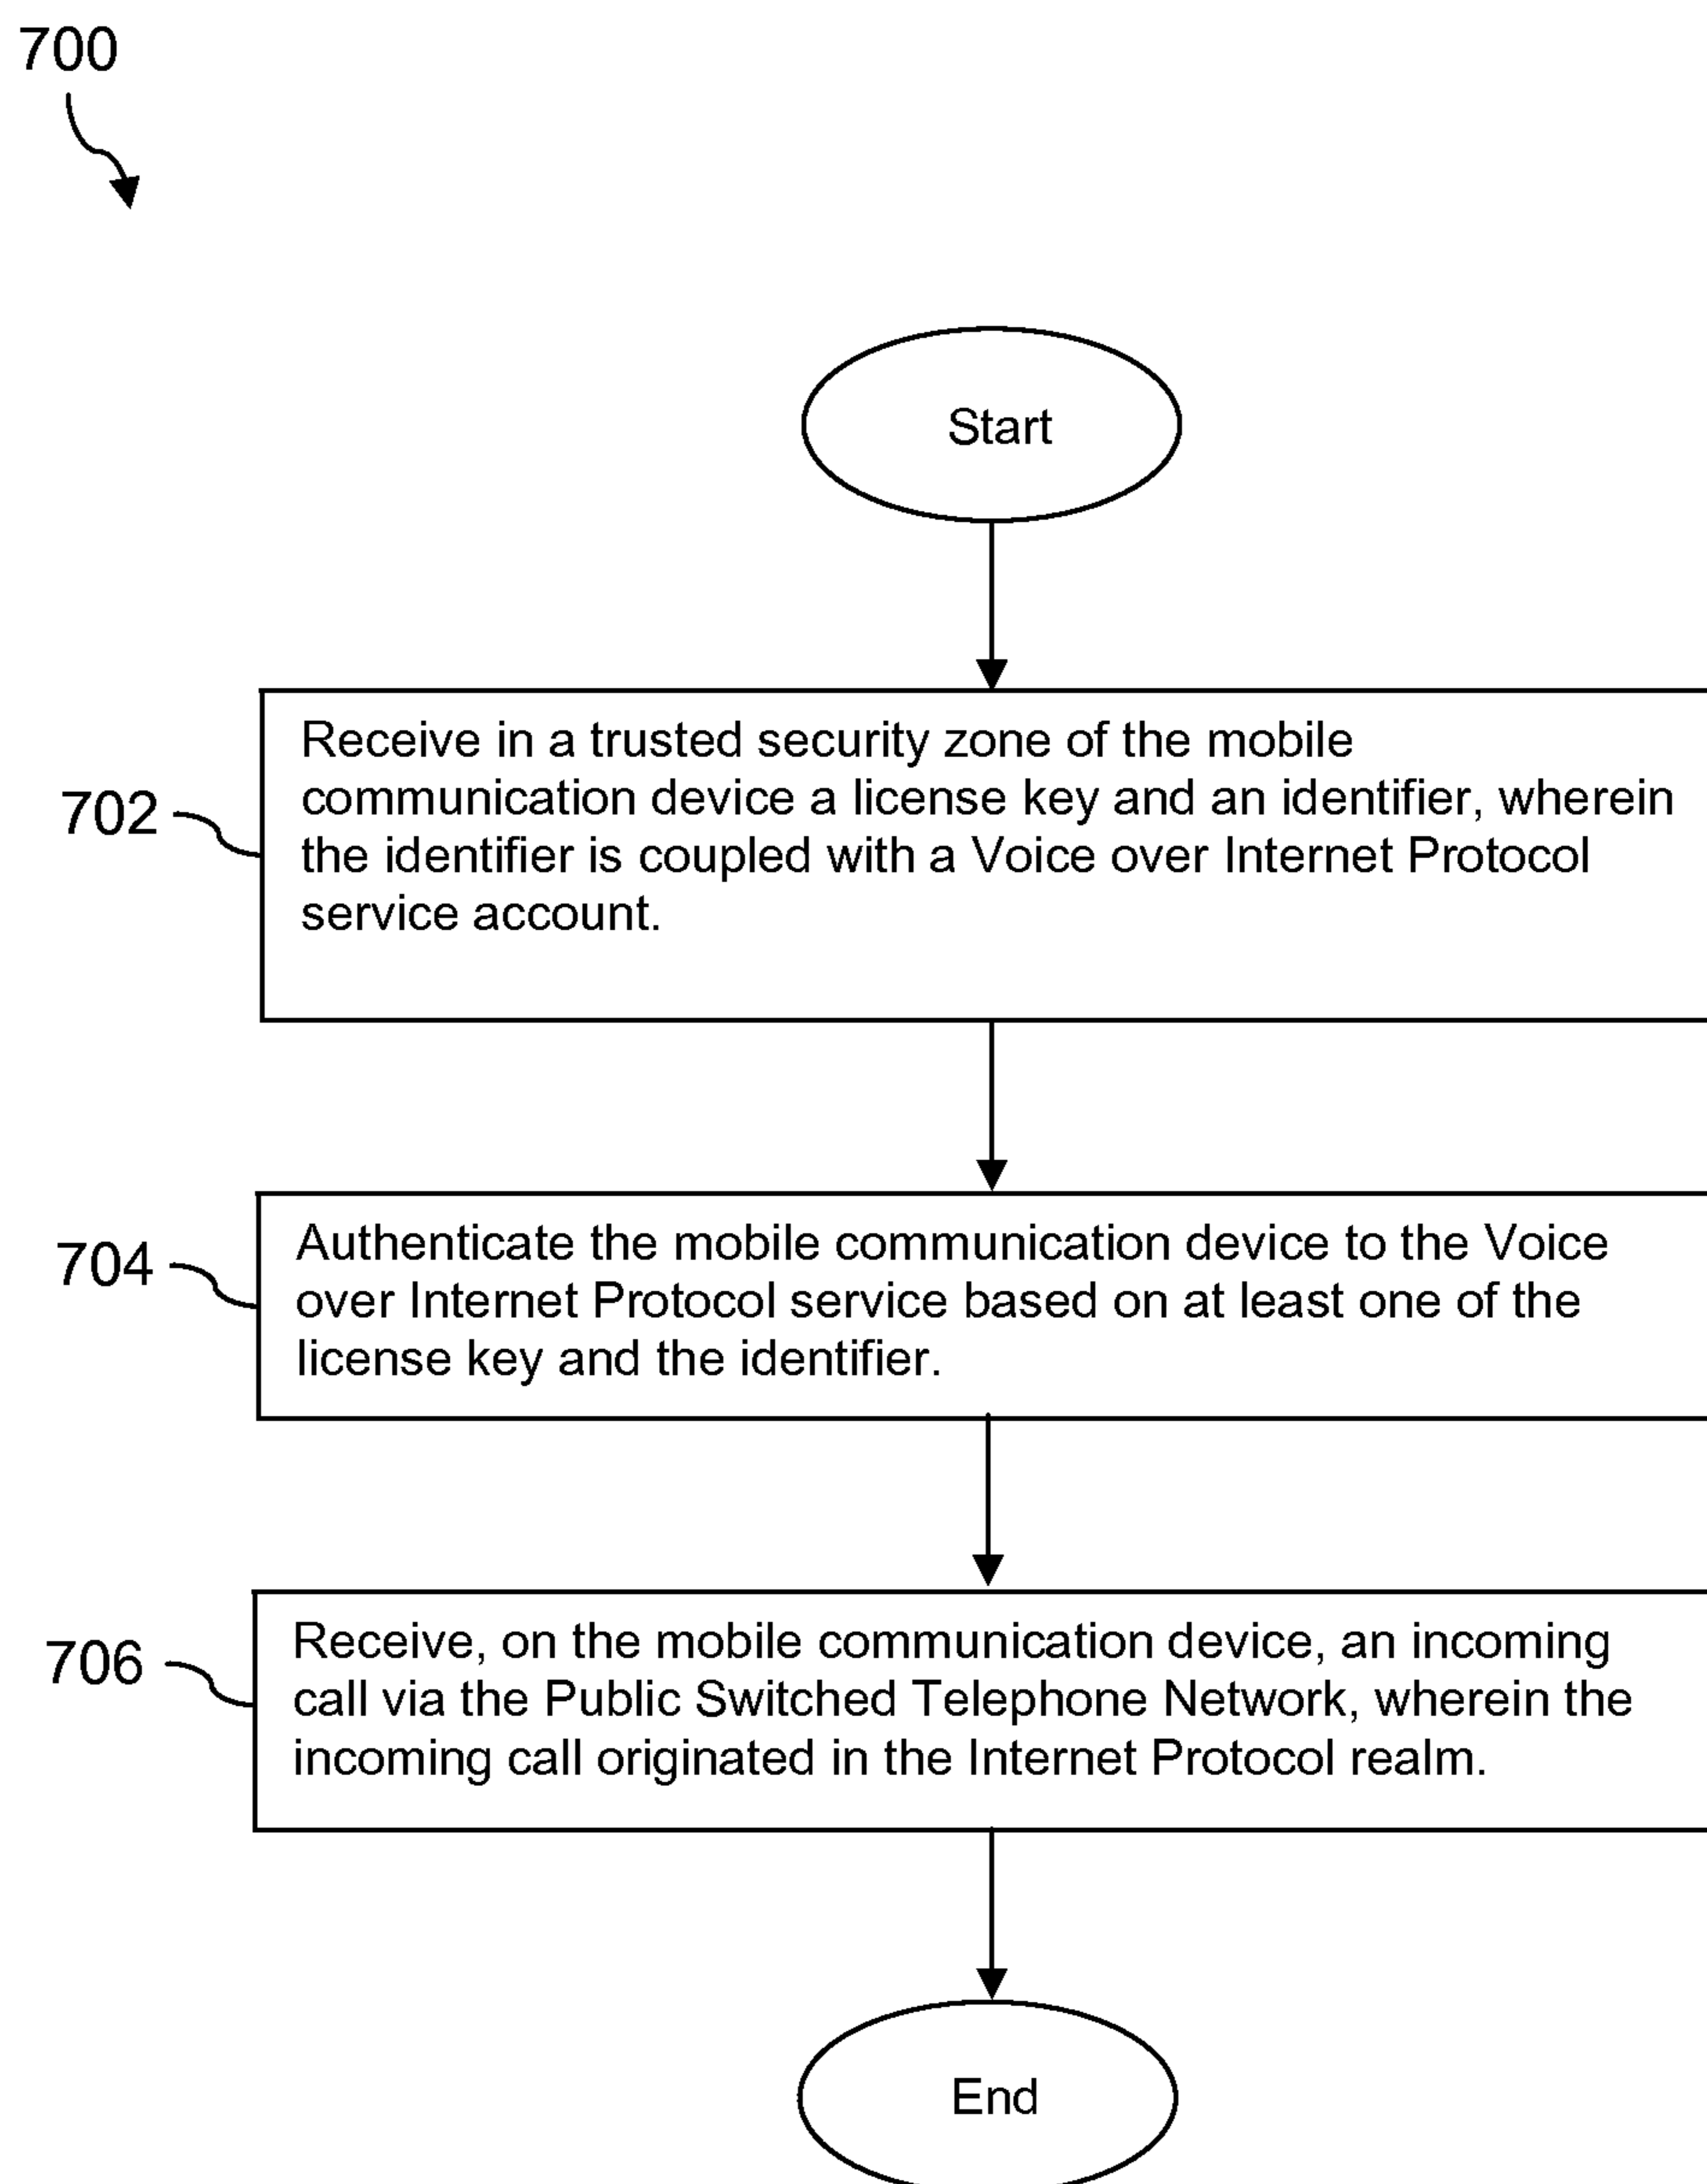 700
Start
702
Receive in a trusted security zone of the mobile
communication device a license key and an identifier, wherein
the identifier is coupled with a Voice over Internet Protocol
service account.
704
Authenticate the mobile communication device to the Voice
over Internet Protocol service based on at least one of the
license key and the identifier.
706
Receive, on the mobile communication device, an incoming
call via the Public Switched Telephone Network, wherein the
incoming call originated in the Internet Protocol realm.
End